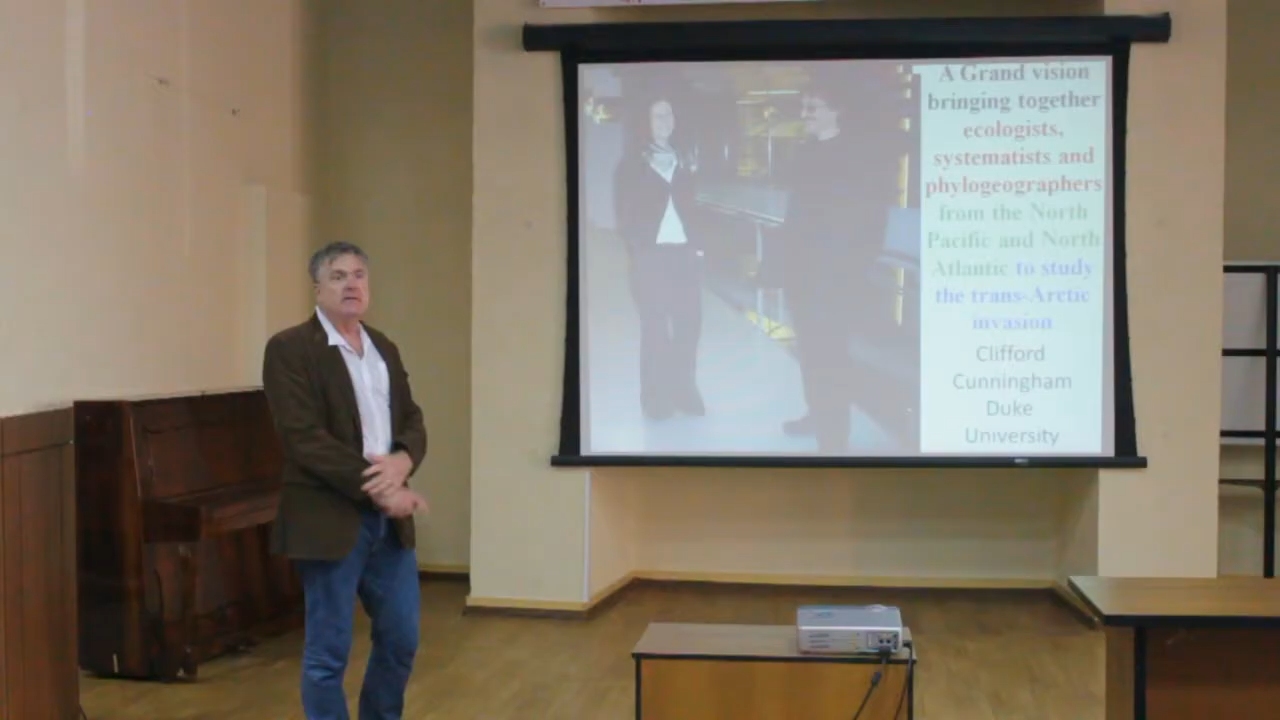 A Grand vision
bringing together
ecologists,
systematists and
phylogeographers
from the North
Pacific and North
Atlantic to study
the trans-Arctic
invasion
Clifford
Cunningham
Duke
University